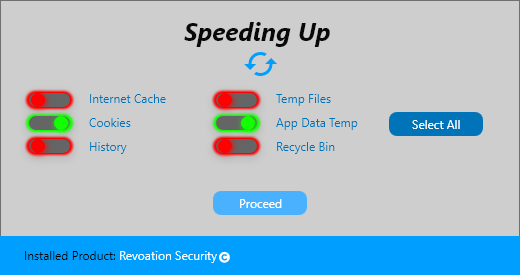 Speeding Up
Internet Cache
Temp Files
Cookies
App Data Temp
Select All
History
Recycle Bin
Proceed
Installed Product: Revoation Security ©